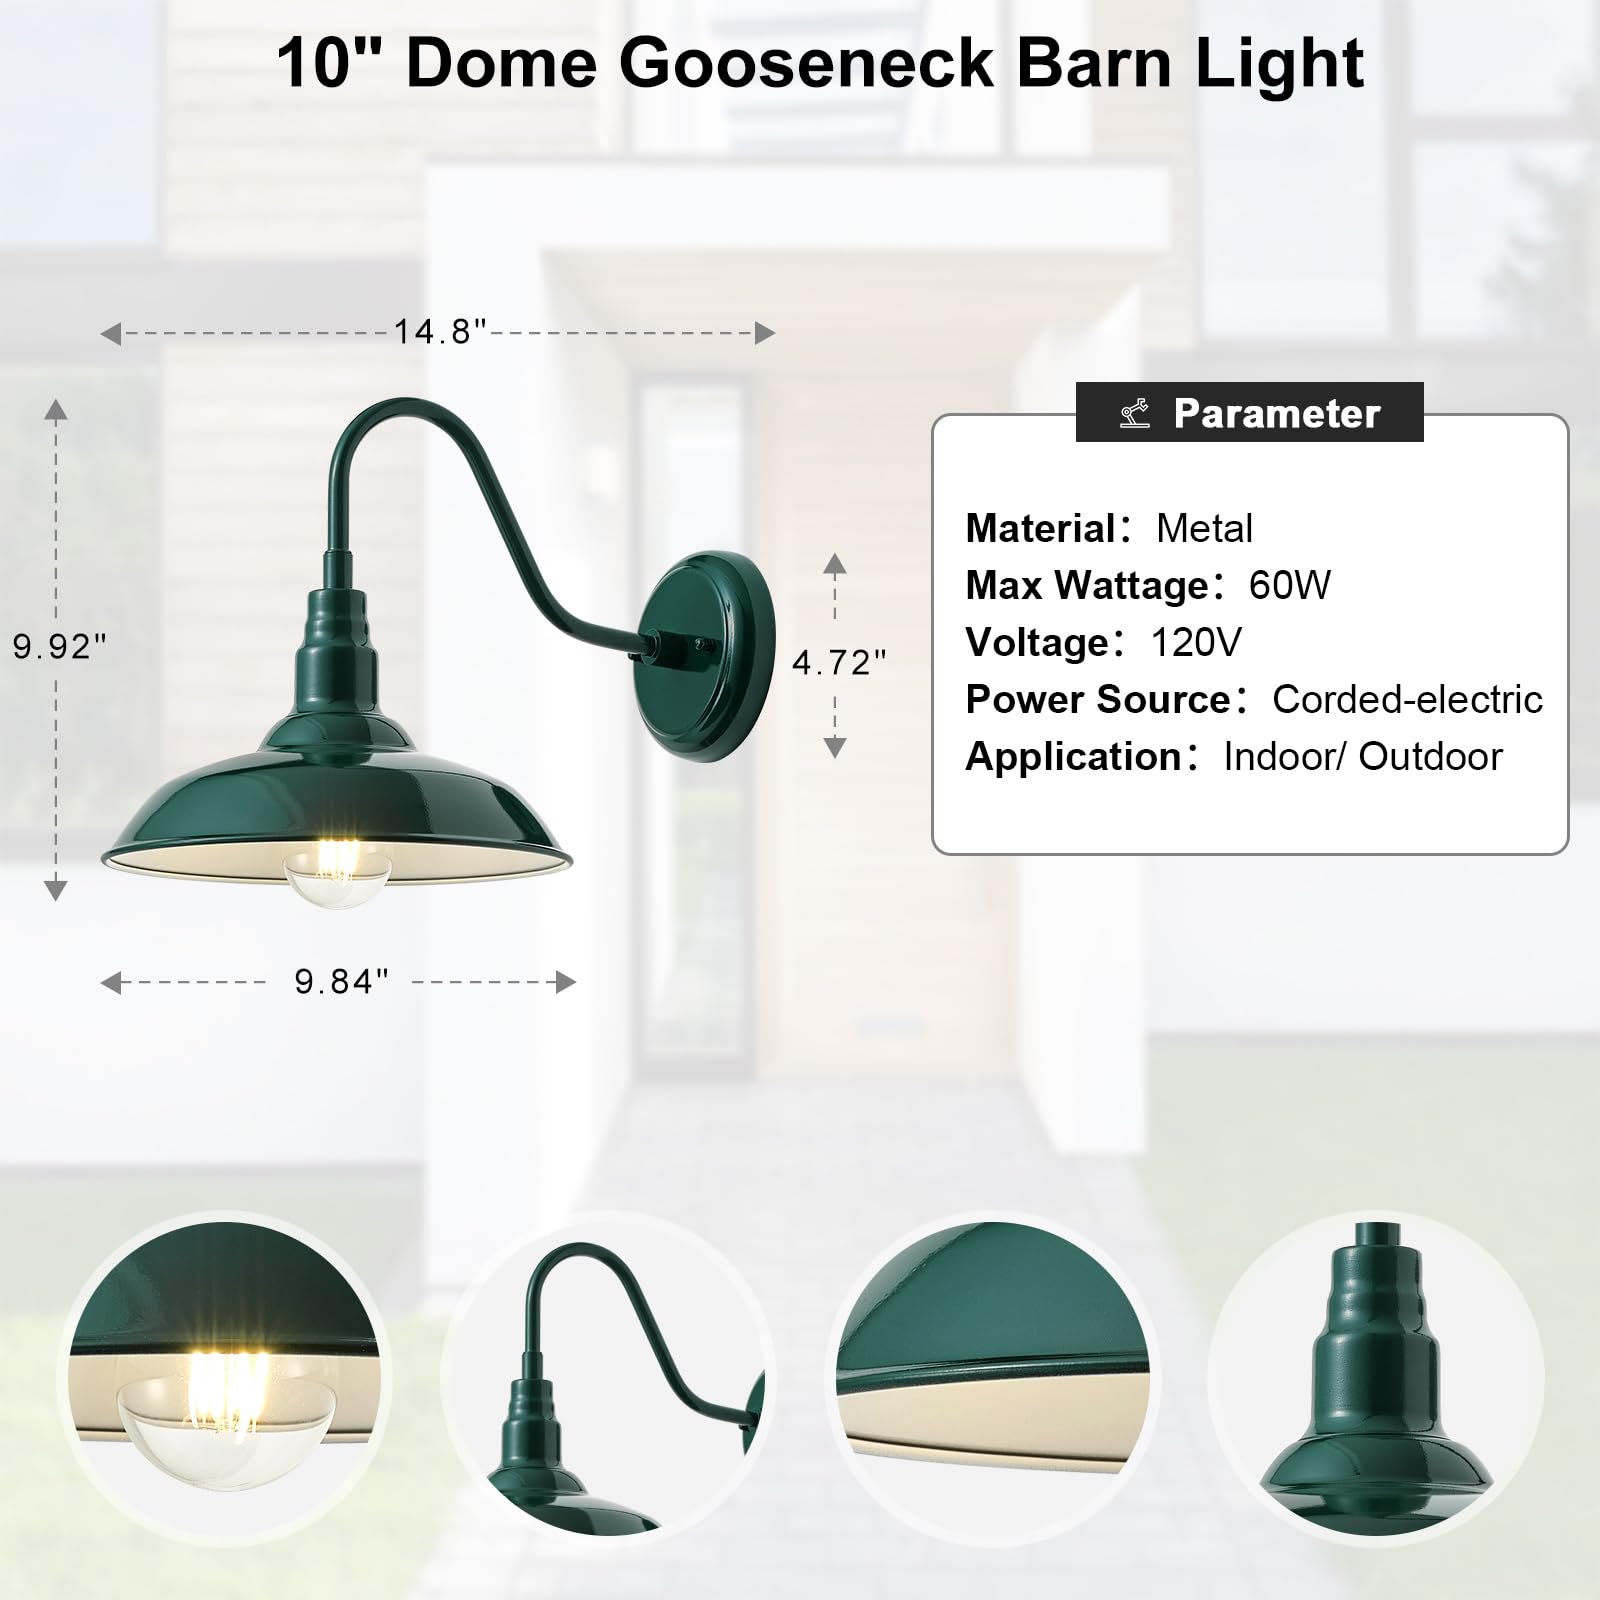 10" Dome Gooseneck Barn Light
14.8"
9.92"
4.72"
9.84"
Parameter
Material: Metal
Max Wattage: 60W
Voltage: 120V
Power Source: Corded-electric
Application: Indoor/ Outdoor